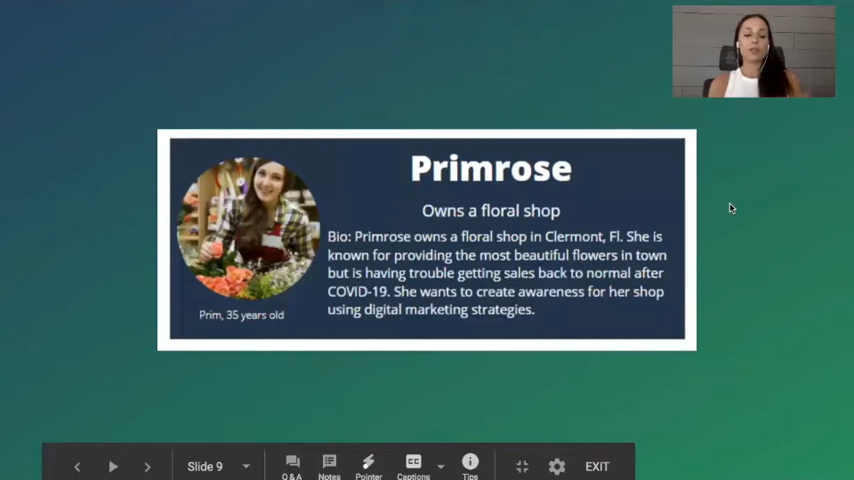 Primrose
Owns a floral shop
Bio: Primrose owns a floral shop in Clermont, Fl. She is
known for providing the most beautiful flowers in town
but is having trouble getting sales back to normal after
COVID-19. She wants to create awareness for her shop
using digital marketing strategies.
Prim, 35 years old
Slide 9
Q & A
Notes
Pointer
CC
Captions
Tips
EXIT